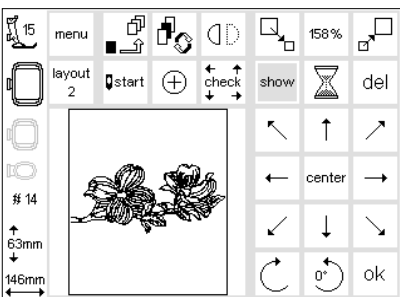 15
menu
158%
layout
2
start
check
show
del
center
# 14
63mm
146mm
0°
ok